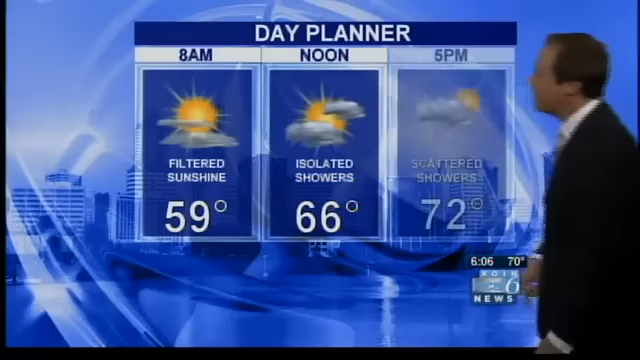 DAY PLANNER
8AM NOON 5PM
FILTERED SUNSHINE
ISOLATED SHOWERS
SCATTERED SHOWERS
59° 66° 72°
6:06 70°
KOIN
6
NEWS